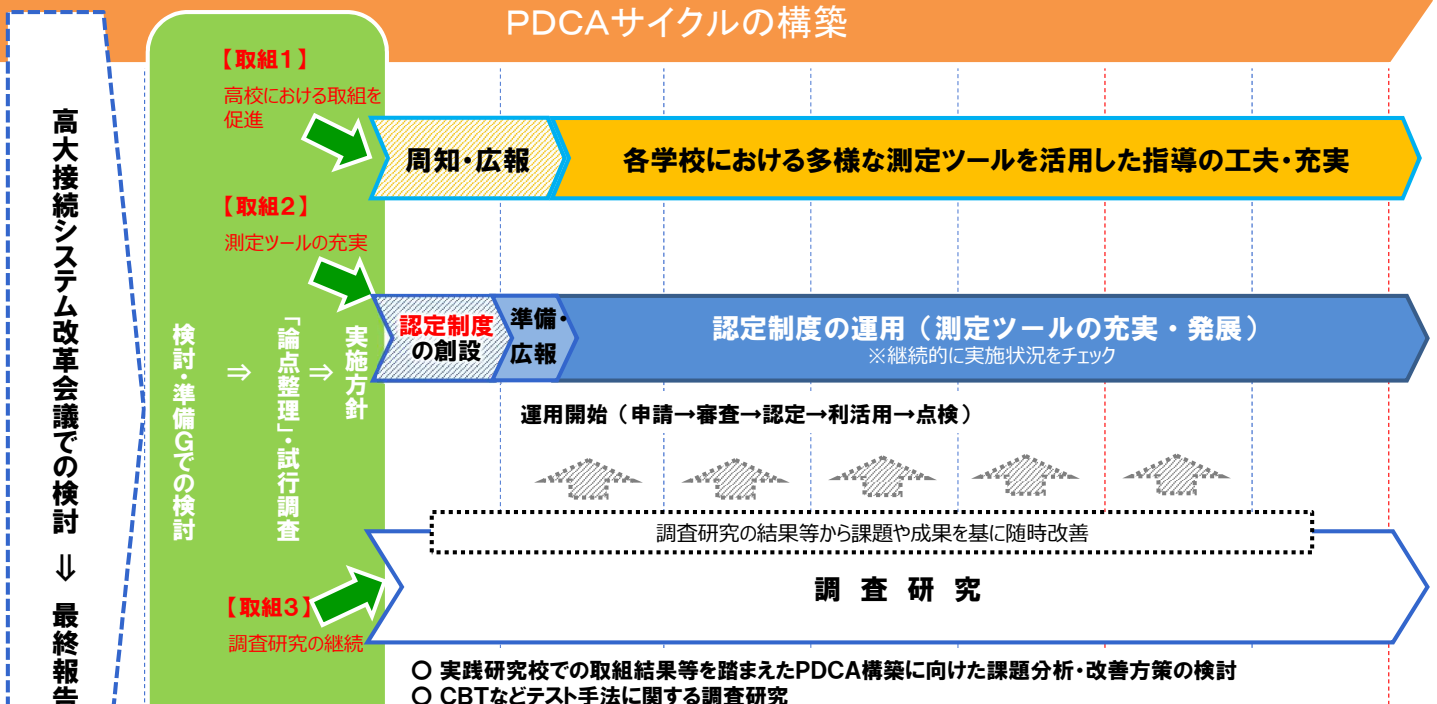 PDCAサイクルの構築
高大接続システム改革会議での検討 ⇓ 最終報告
検討・準備Gでの検討
⇒
「論点整理」・試行調査
⇒
実施方針
【取組1】
高校における取組を
促進
周知・広報
各学校における多様な測定ツールを活用した指導の工夫・充実
【取組2】
測定ツールの充実
認定制度
の創設
準備・
広報
認定制度の運用（測定ツールの充実・発展）
※継続的に実施状況をチェック
運用開始（申請→審査→認定→利活用→点検）
調査研究の結果等から課題や成果を基に随時改善
調 査 研 究
【取組3】
調査研究の継続
○ 実践研究校での取組結果等を踏まえたPDCA構築に向けた課題分析・改善方策の検討
○ CBTなどテスト手法に関する調査研究